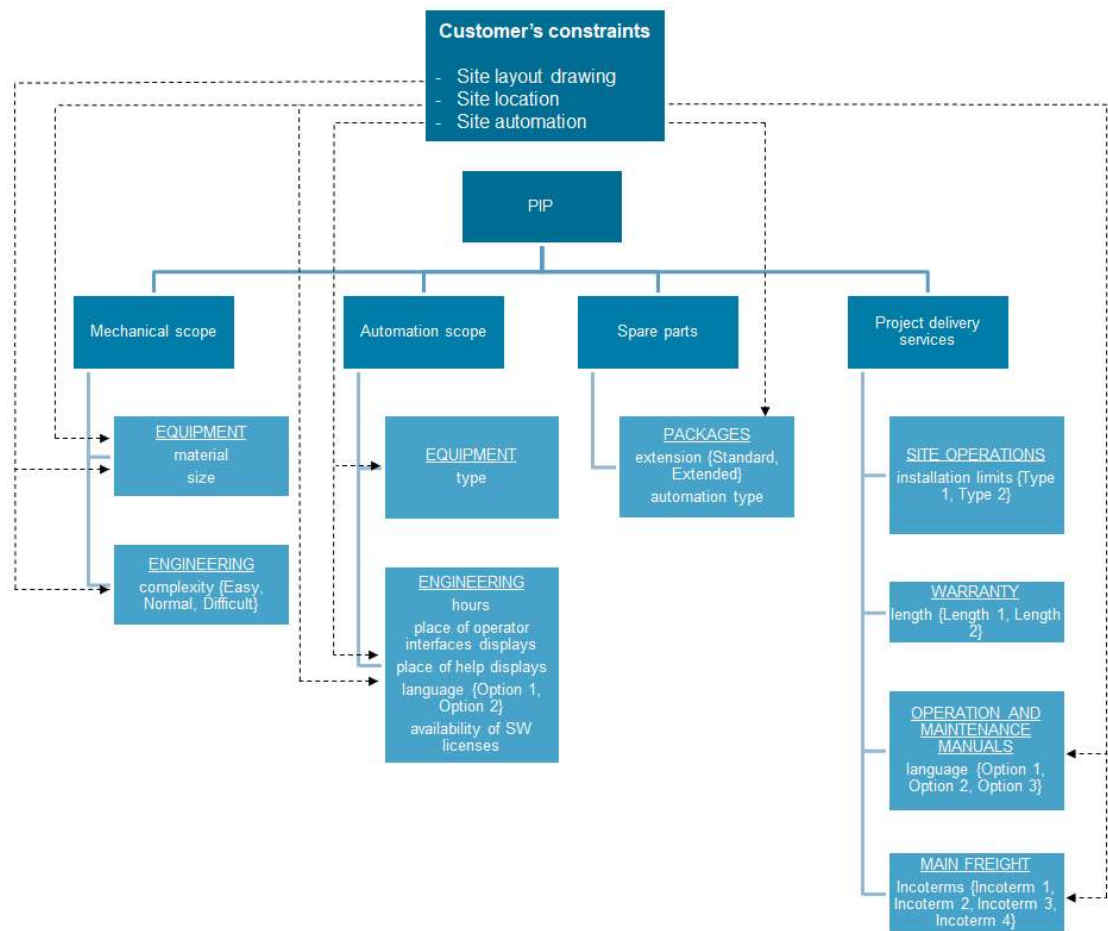 Customer's constraints
- Site layout drawing
- Site location
- Site automation
PIP
Mechanical scope
Automation scope
Spare parts
Project delivery
services
EQUIPMENT
material
size
ENGINEERING
complexity {Easy,
Normal, Difficult}
EQUIPMENT
type
ENGINEERING
hours
place of operator
interfaces displays
place of help displays
language {Option 1,
Option 2}
availability of SW
licenses
PACKAGES
extension {Standard,
Extended}
automation type
SITE OPERATIONS
installation limits {Type
1, Type 2}
WARRANTY
length {Length 1, Length
2}
OPERATION AND
MAINTENANCE
MANUALS
language {Option 1,
Option 2, Option 3}
MAIN FREIGHT
Incoterms {Incoterm 1,
Incoterm 2, Incoterm 3,
Incoterm 4}